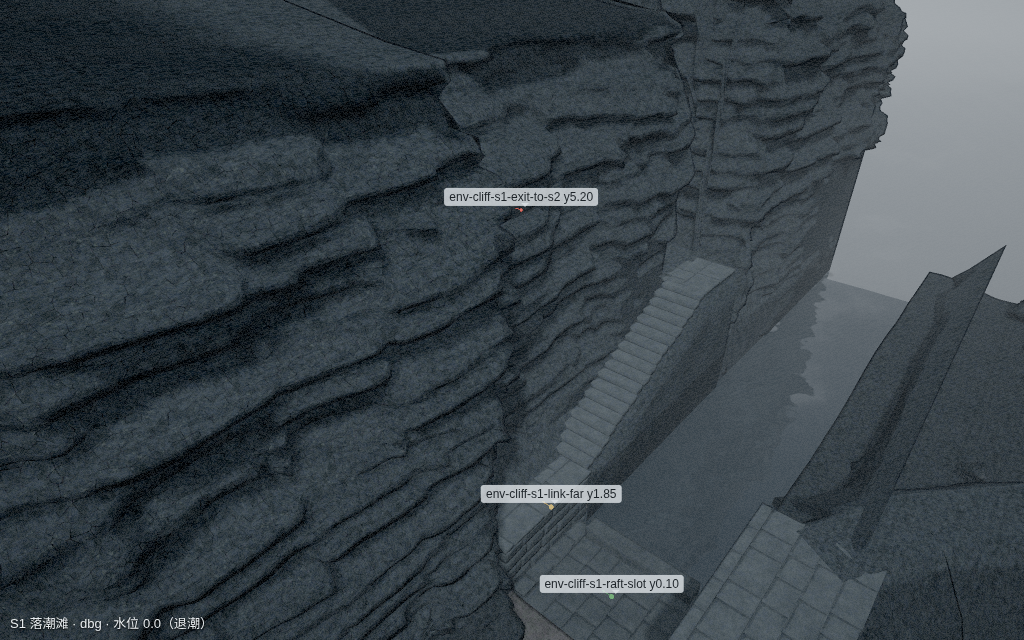 env-cliff-s1-exit-to-s2 y5.20
env-cliff-s1-link-far y1.85
env-cliff-s1-raft-slot y0.10
S1 落潮滩 · dbg · 水位 0.0（退潮）